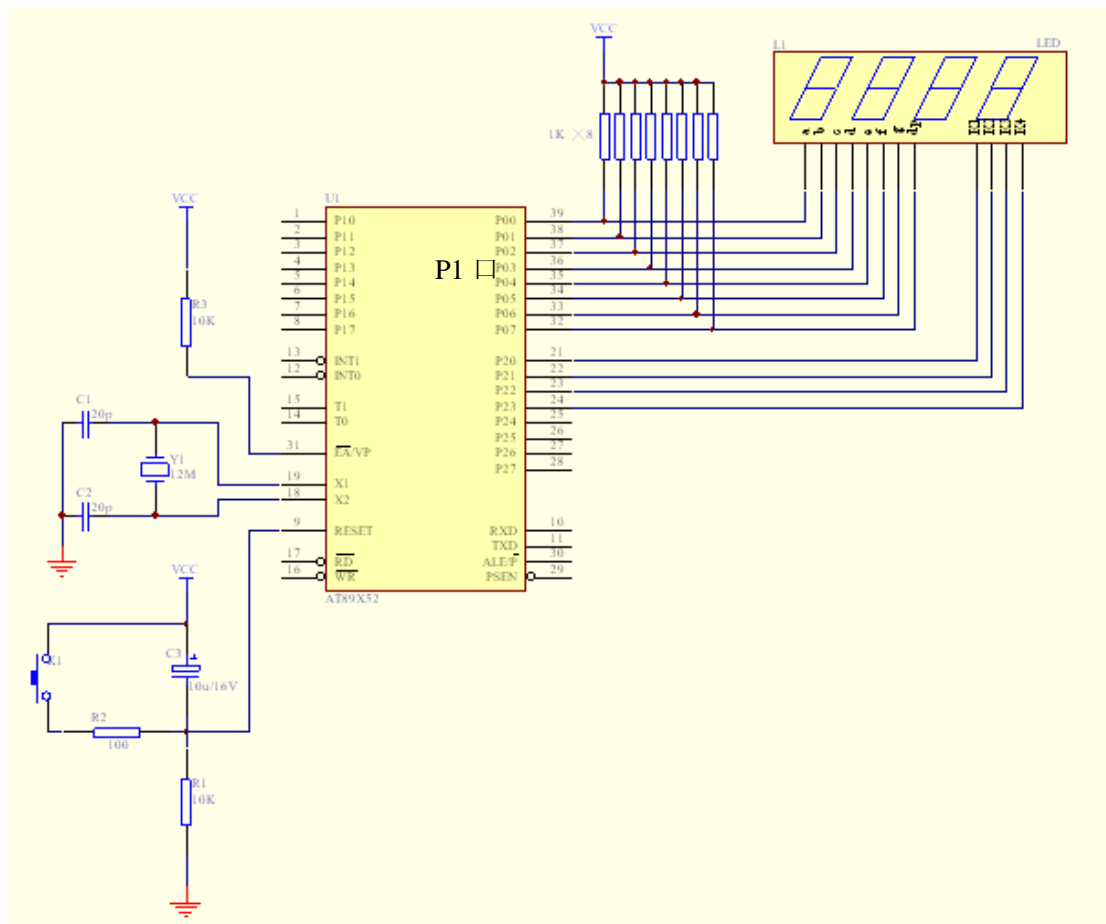 VCC
L1
LED
a b c d e f g dp
K1 K2 K3 K4
1K ×8
VCC
R3
10K
C1
20p
Y1
12M
C2
20p
U1
1 P10
2 P11
3 P12
4 P13
5 P14
6 P15
7 P16
8 P17
13 INT1
12 INT0
15 T1
14 T0
31 EA/VP
19 X1
18 X2
9 RESET
17 RD
16 WR
P1 口
P00 39
P01 38
P02 37
P03 36
P04 35
P05 34
P06 33
P07 32
P20 21
P21 22
P22 23
P23 24
P24 25
P25 26
P26 27
P27 28
RXD 10
TXD 11
ALE/P 30
PSEN 29
AT89X52
VCC
K1
C3
10u/16V
R2
100
R1
10K